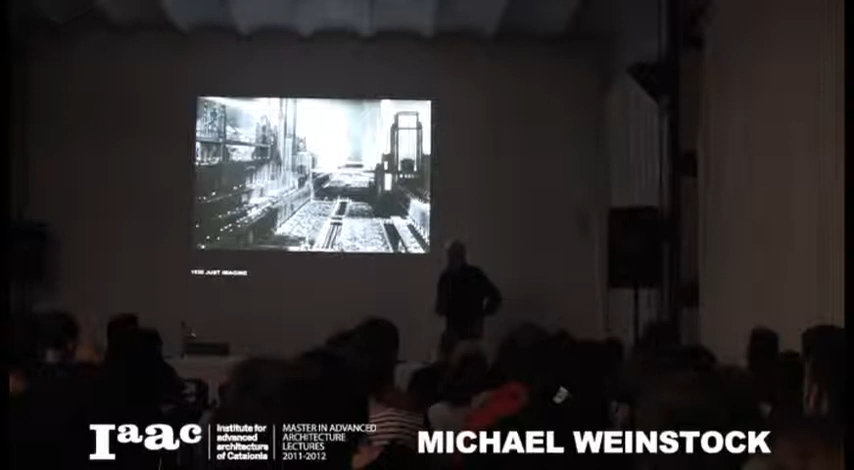 1930 JUST IMAGINE
Iaac
Institute for
advanced
architecture
of Catalonia
MASTER IN ADVANCED
ARCHITECTURE
LECTURES
2011-2012
MICHAEL WEINSTOCK